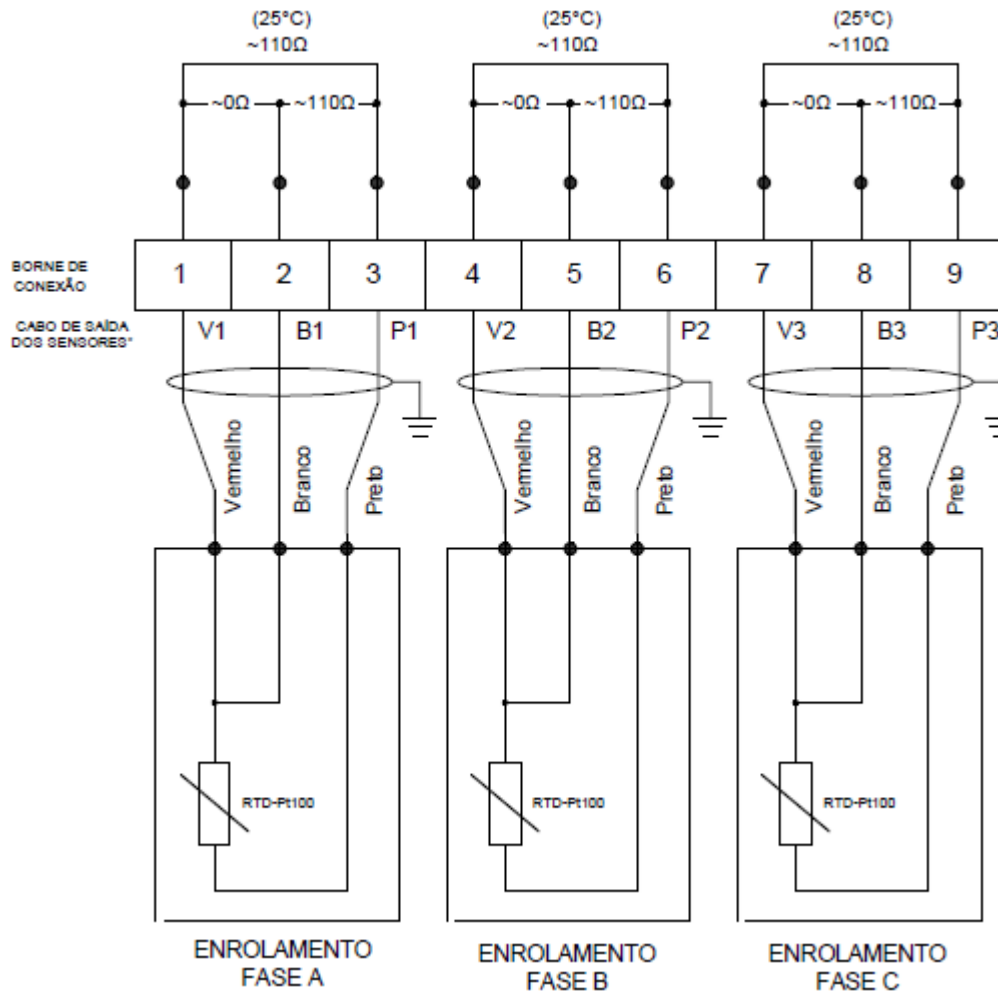 (25°C)
~110Ω
~0Ω
~110Ω
(25°C)
~110Ω
~0Ω
~110Ω
(25°C)
~110Ω
~0Ω
~110Ω
BORNE DE
CONEXÃO
1 2 3 4 5 6 7 8 9
CABO DE SAÍDA
DOS SENSORES*
V1 B1 P1 V2 B2 P2 V3 B3 P3
Vermelho
Branco
Preto
Vermelho
Branco
Preto
Vermelho
Branco
Preto
RTD-Pt100
RTD-Pt100
RTD-Pt100
ENROLAMENTO
FASE A
ENROLAMENTO
FASE B
ENROLAMENTO
FASE C